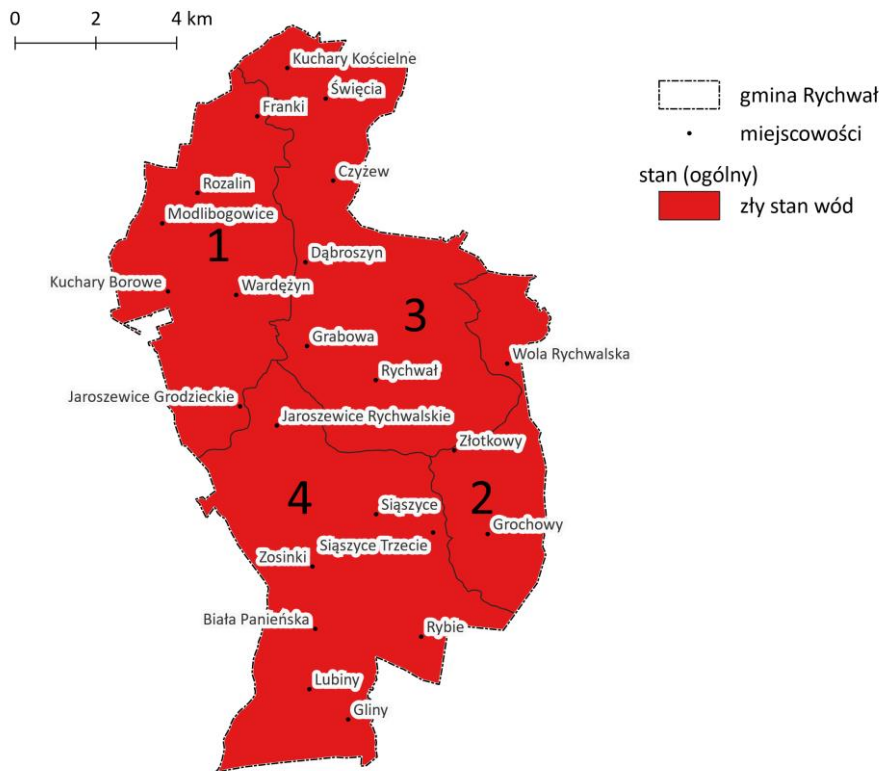 0 2 4 km
Kuchary Kościelne
Święcia
Franki
Czyżew
Rozalin
Modlibogowice
1
Dąbroszyn
Kuchary Borowe
Wardężyn
3
Grabowa
Wola Rychwalska
Rychwał
Jaroszewice Grodzieckie
Jaroszewice Rychwalskie
Złotkowy
4
2
Siąszyce
Grochowy
Siąszyce Trzecie
Zosinki
Biała Panieńska
Rybie
Lubiny
Gliny
gmina Rychwał
miejscowości
stan (ogólny)
zły stan wód